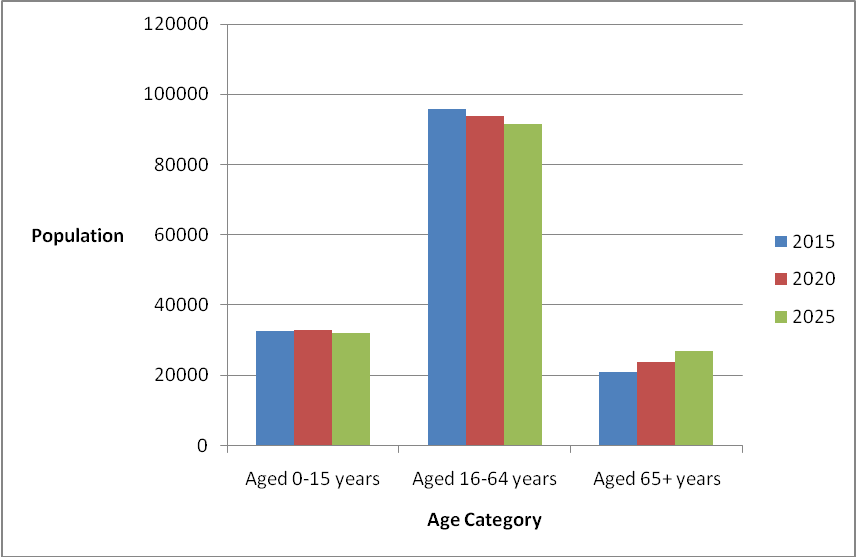 120000
100000
80000
60000
40000
20000
0
Population
Aged 0-15 years
Aged 16-64 years
Aged 65+ years
Age Category
2015
2020
2025